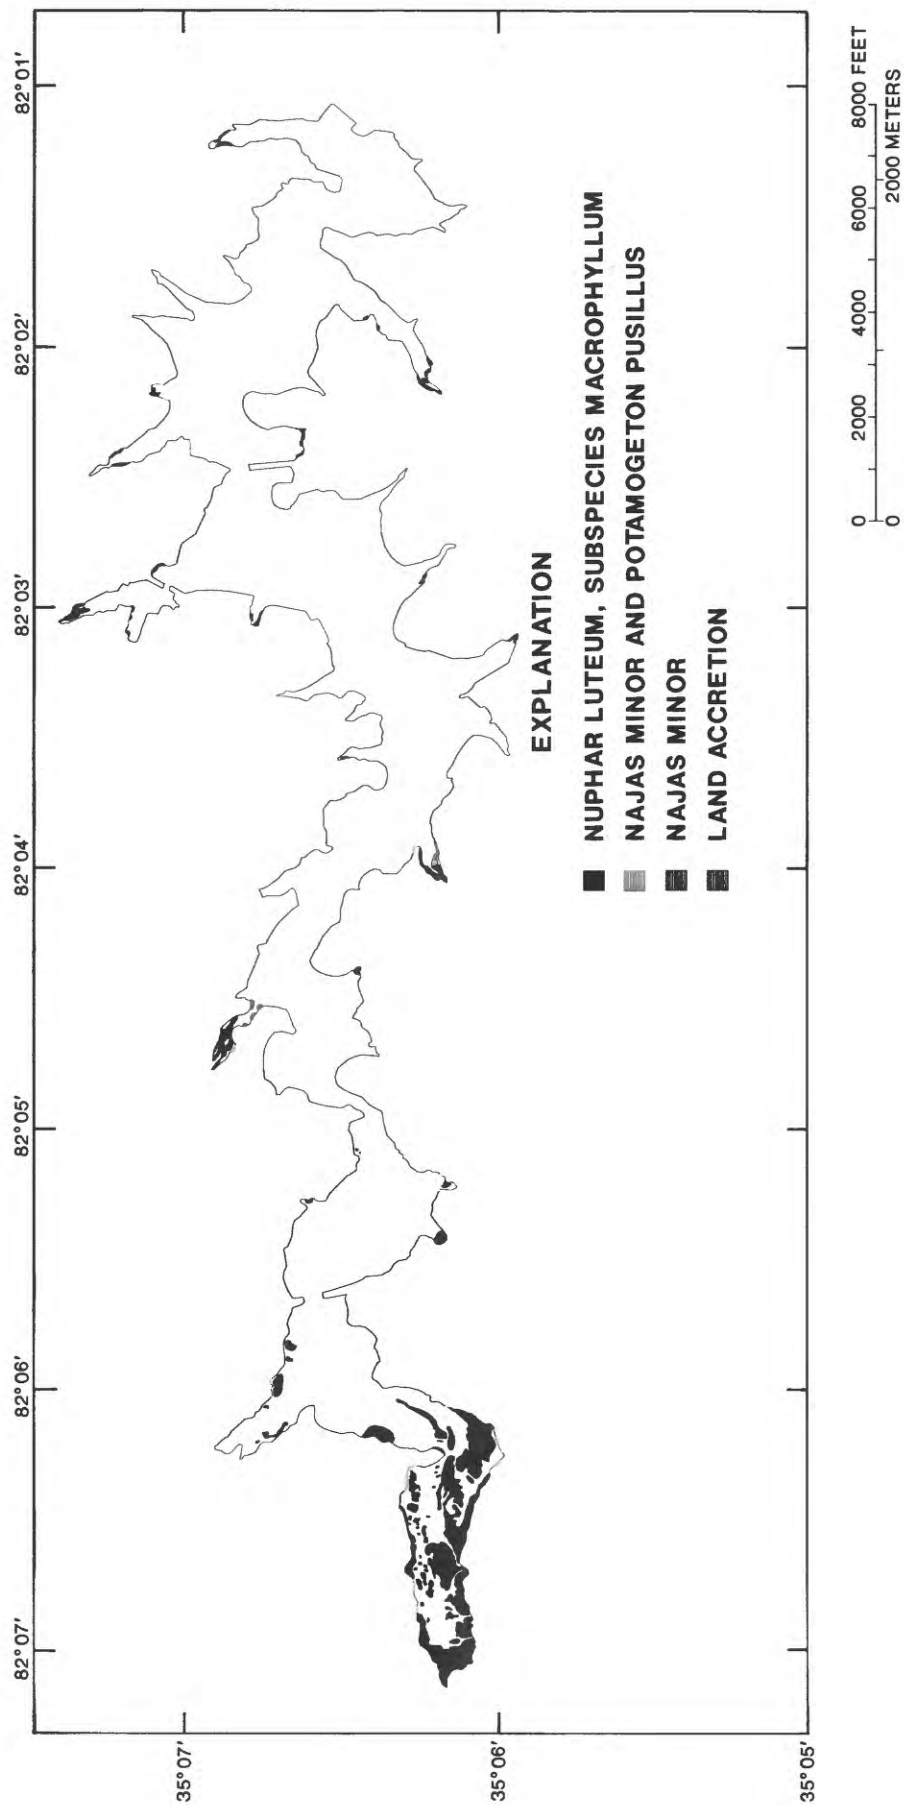 82°07'
82°06'
82°05'
82°04'
82°03'
82°02'
82°01'
35°07'
35°06'
35°05'
EXPLANATION
NUPHAR LUTEUM, SUBSPECIES MACROPHYLLUM
NAJAS MINOR AND POTAMOGETON PUSILLUS
NAJAS MINOR
LAND ACCRETION
0 2000 4000 6000 8000 FEET
0 2000 METERS